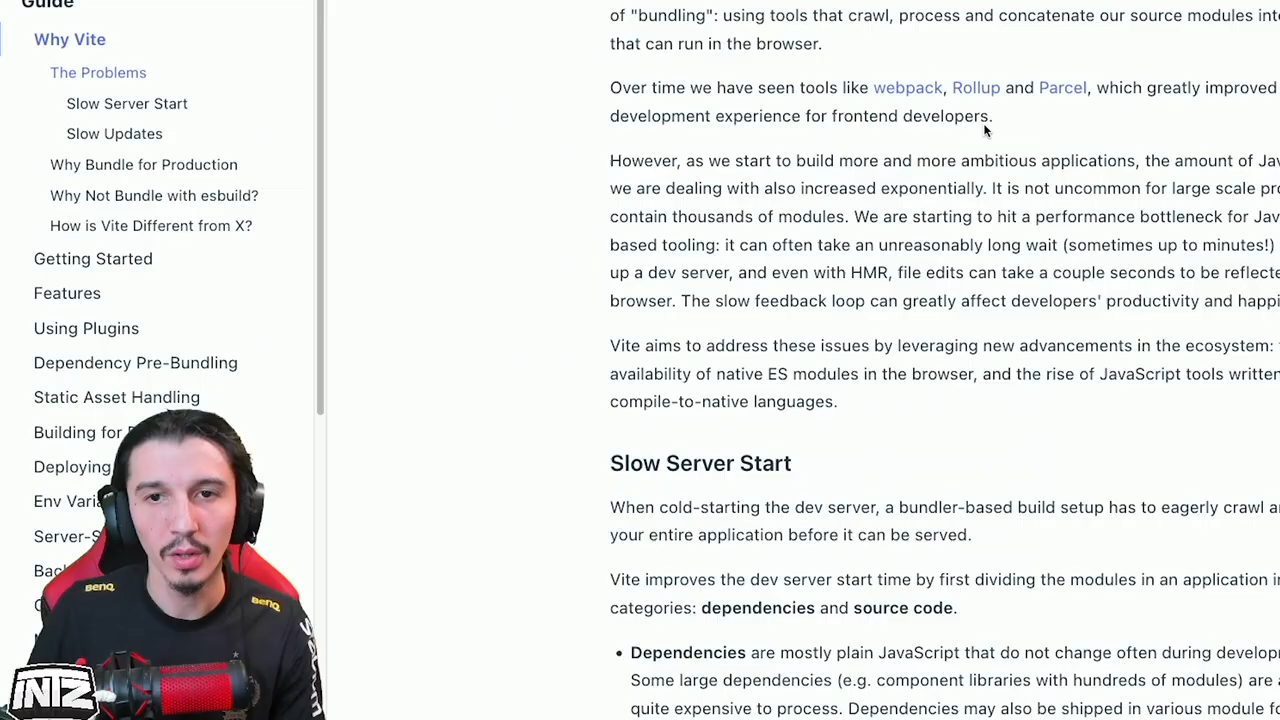 Guide
Why Vite
The Problems
Slow Server Start
Slow Updates
Why Bundle for Production
Why Not Bundle with esbuild?
How is Vite Different from X?
Getting Started
Features
Using Plugins
Dependency Pre-Bundling
Static Asset Handling
Building for
Deploying
Env Varia
Server-S
Bac
of "bundling": using tools that crawl, process and concatenate our source modules into
that can run in the browser.
Over time we have seen tools like webpack, Rollup and Parcel, which greatly improved
development experience for frontend developers.
However, as we start to build more and more ambitious applications, the amount of Jav
we are dealing with also increased exponentially. It is not uncommon for large scale pro
contain thousands of modules. We are starting to hit a performance bottleneck for Jav
based tooling: it can often take an unreasonably long wait (sometimes up to minutes!)
up a dev server, and even with HMR, file edits can take a couple seconds to be reflecte
browser. The slow feedback loop can greatly affect developers' productivity and happi
Vite aims to address these issues by leveraging new advancements in the ecosystem:
availability of native ES modules in the browser, and the rise of JavaScript tools written
compile-to-native languages.
Slow Server Start
When cold-starting the dev server, a bundler-based build setup has to eagerly crawl a
your entire application before it can be served.
Vite improves the dev server start time by first dividing the modules in an application in
categories: dependencies and source code.
• Dependencies are mostly plain JavaScript that do not change often during develop
Some large dependencies (e.g. component libraries with hundreds of modules) are a
quite expensive to process. Dependencies may also be shipped in various module fo
BenQ
BenQ
INTZ